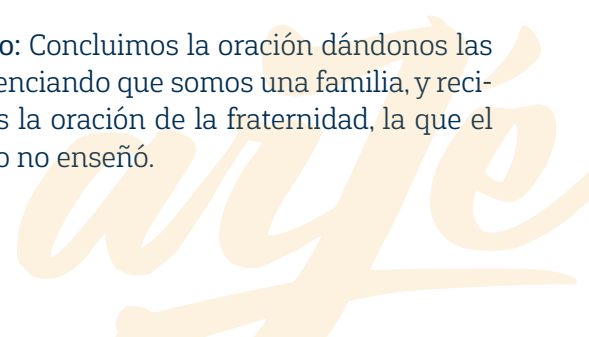 o: Concluimos la oración dándonos las
enciando que somos una familia, y reci-
s la oración de la fraternidad, la que el
o no enseñó.